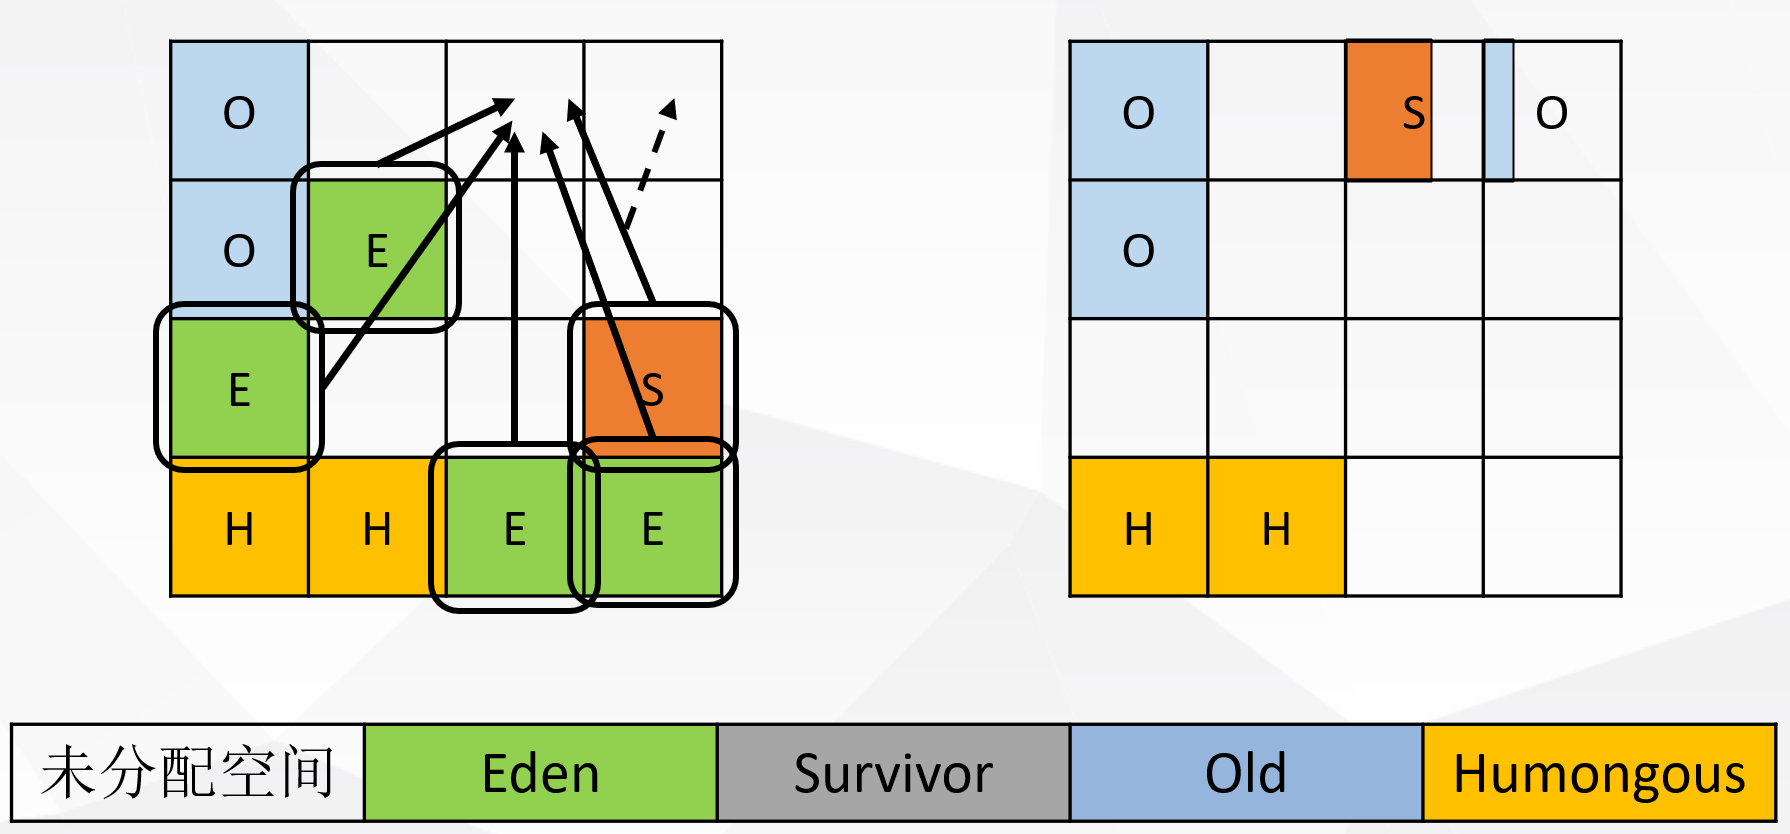 O O S O
O E O
E S
H H E E H H
未分配空间 Eden Survivor Old Humongous